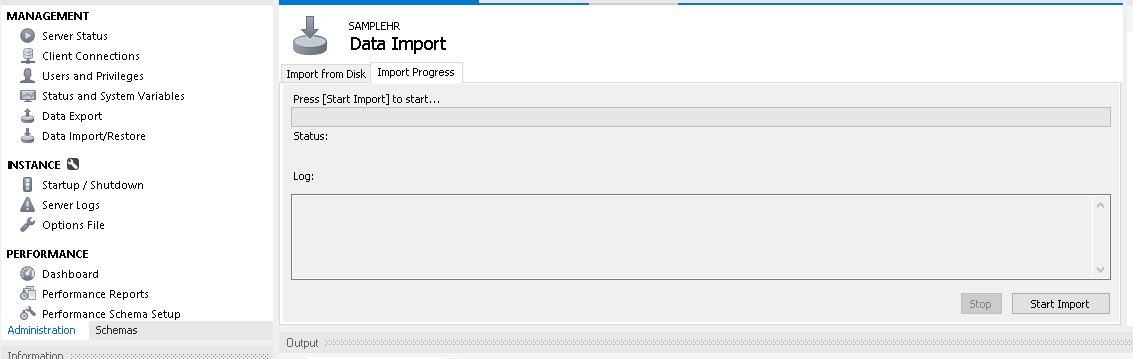 MANAGEMENT
Server Status
Client Connections
Users and Privileges
Status and System Variables
Data Export
Data Import/Restore
INSTANCE
Startup / Shutdown
Server Logs
Options File
PERFORMANCE
Dashboard
Performance Reports
Performance Schema Setup
Administration Schemas
Information
SAMPLEHR
Data Import
Import from Disk Import Progress
Press [Start Import] to start...
Status:
Log:
Stop Start Import
Output